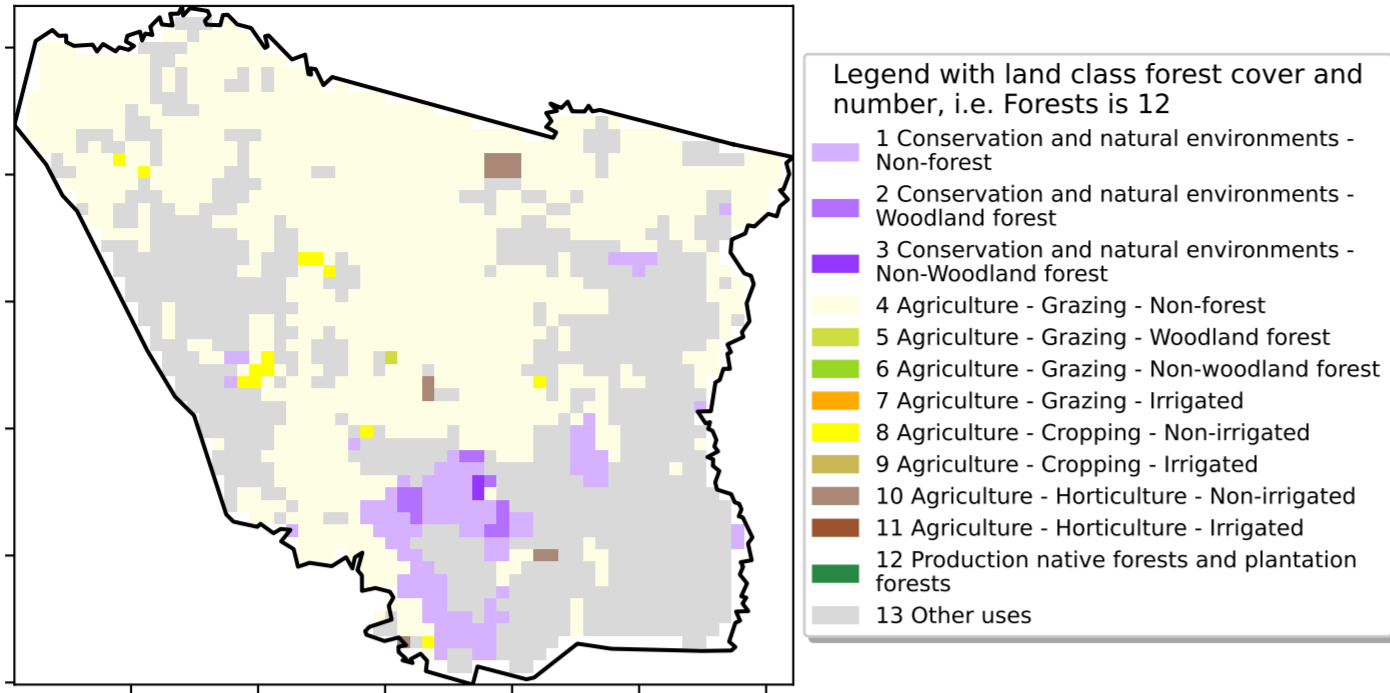 Legend with land class forest cover and
number, i.e. Forests is 12
1 Conservation and natural environments -
Non-forest
2 Conservation and natural environments -
Woodland forest
3 Conservation and natural environments -
Non-Woodland forest
4 Agriculture - Grazing - Non-forest
5 Agriculture - Grazing - Woodland forest
6 Agriculture - Grazing - Non-woodland forest
7 Agriculture - Grazing - Irrigated
8 Agriculture - Cropping - Non-irrigated
9 Agriculture - Cropping - Irrigated
10 Agriculture - Horticulture - Non-irrigated
11 Agriculture - Horticulture - Irrigated
12 Production native forests and plantation
forests
13 Other uses